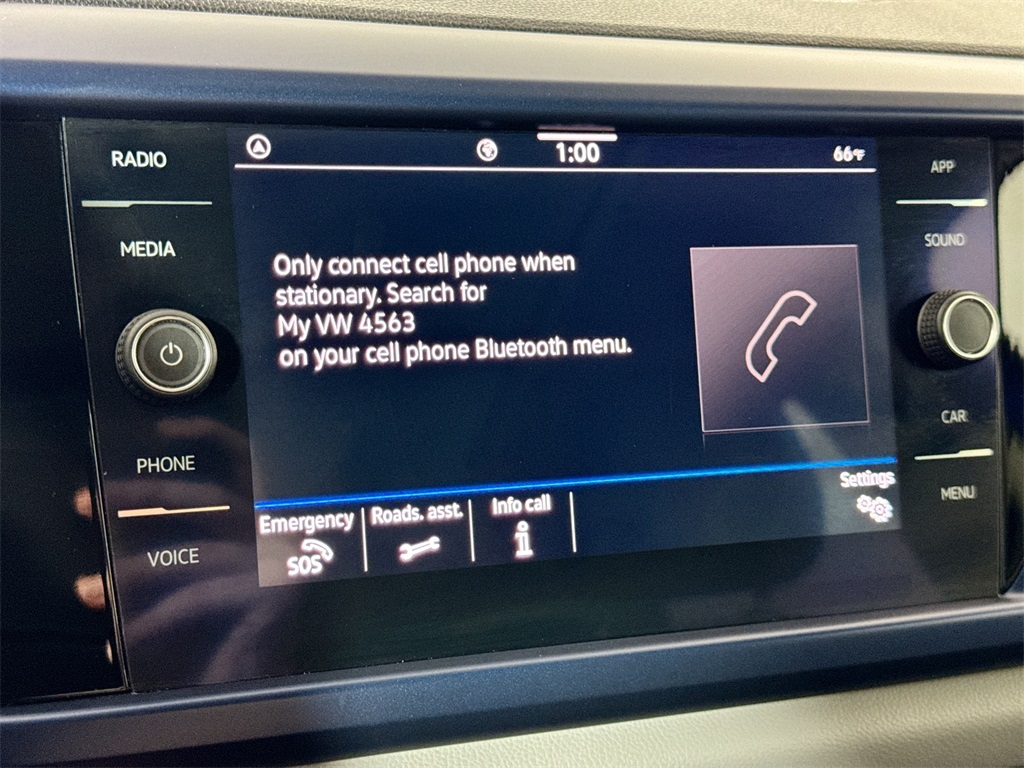 RADIO
MEDIA
PHONE
VOICE
1:00
66°F
Only connect cell phone when
stationary. Search for
My VW 4563
on your cell phone Bluetooth menu.
Emergency
SOS
Roads. asst.
Info call
i
Settings
APP
SOUND
CAR
MENU